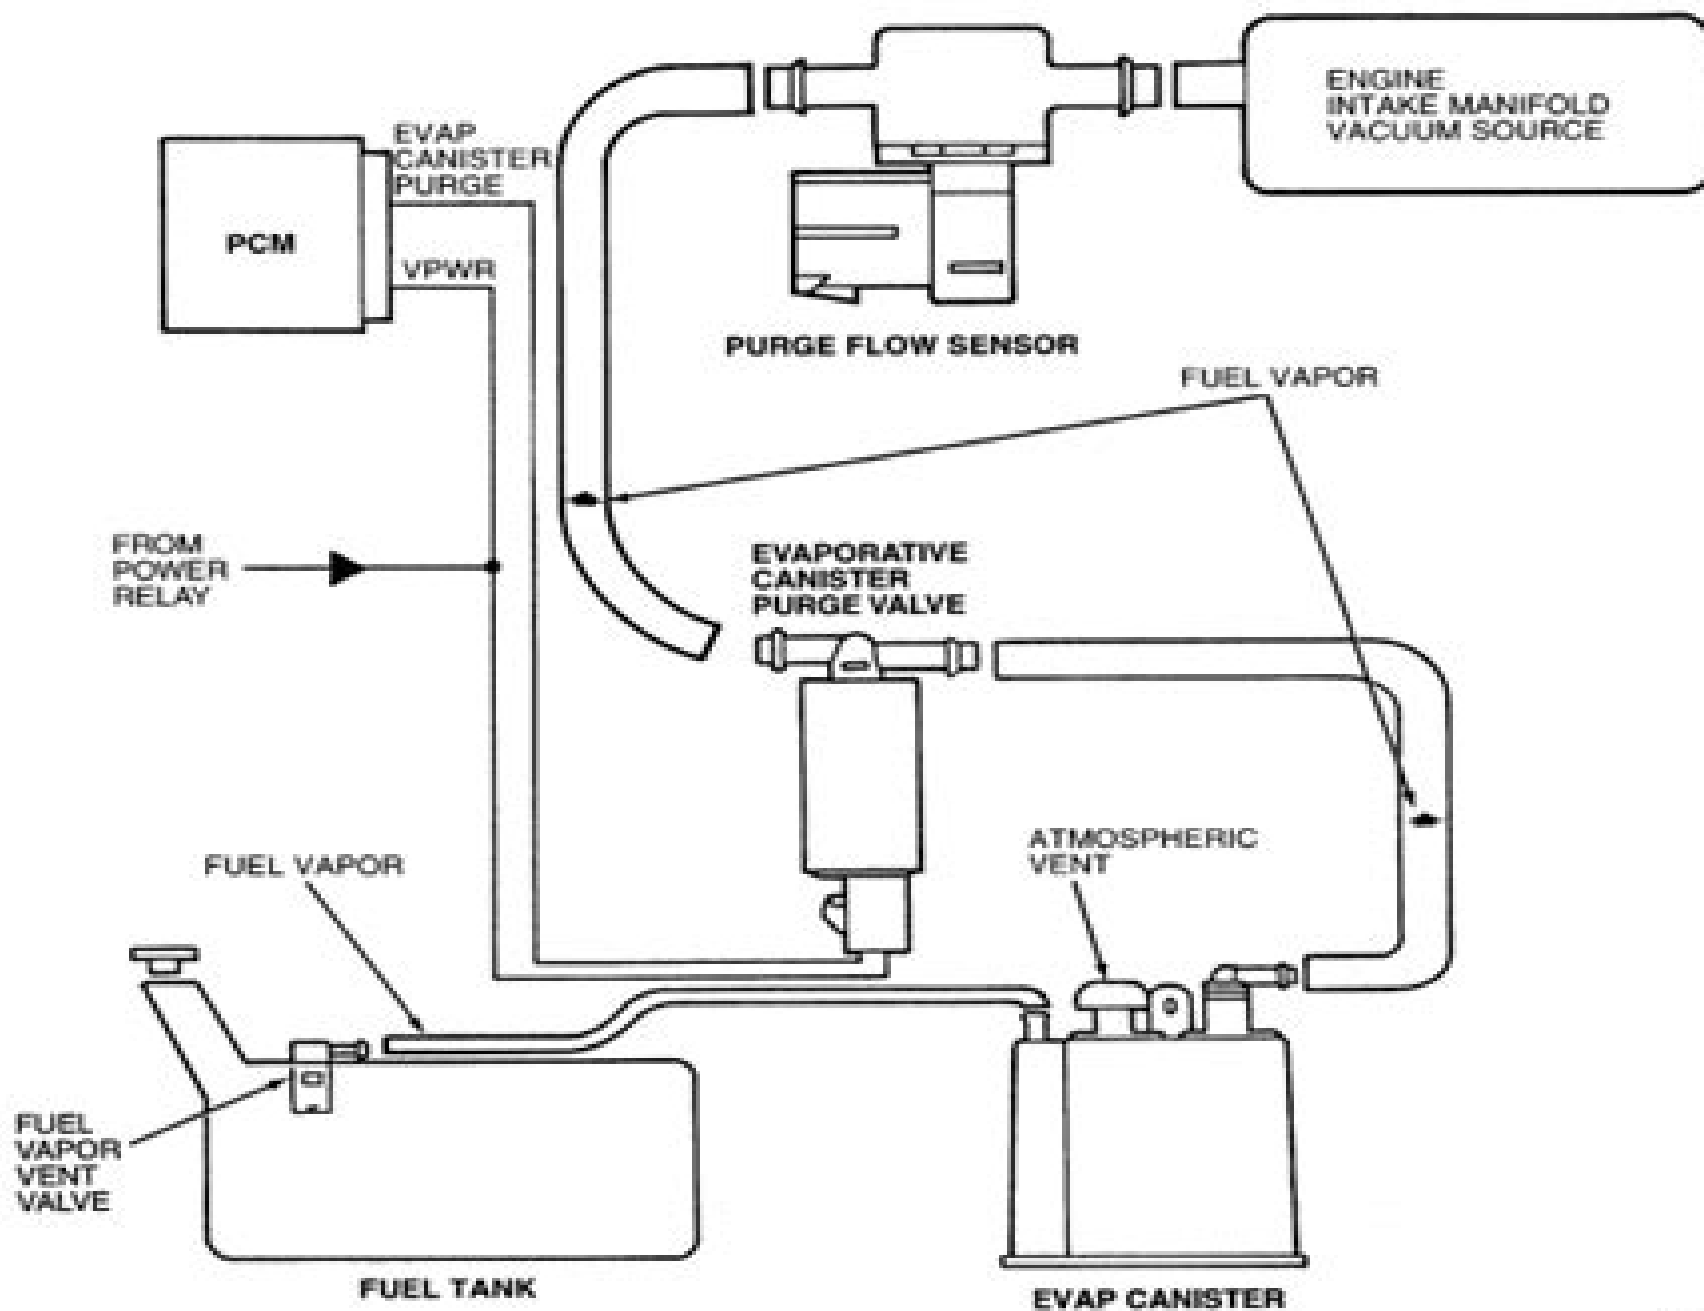 ENGINE
INTAKE MANIFOLD
VACUUM SOURCE
EVAP
CANISTER
PURGE
PCM
VPWR
PURGE FLOW SENSOR
FUEL VAPOR
FROM
POWER
RELAY
EVAPORATIVE
CANISTER
PURGE VALVE
ATMOSPHERIC
VENT
FUEL VAPOR
FUEL
VAPOR
VENT
VALVE
FUEL TANK
EVAP CANISTER